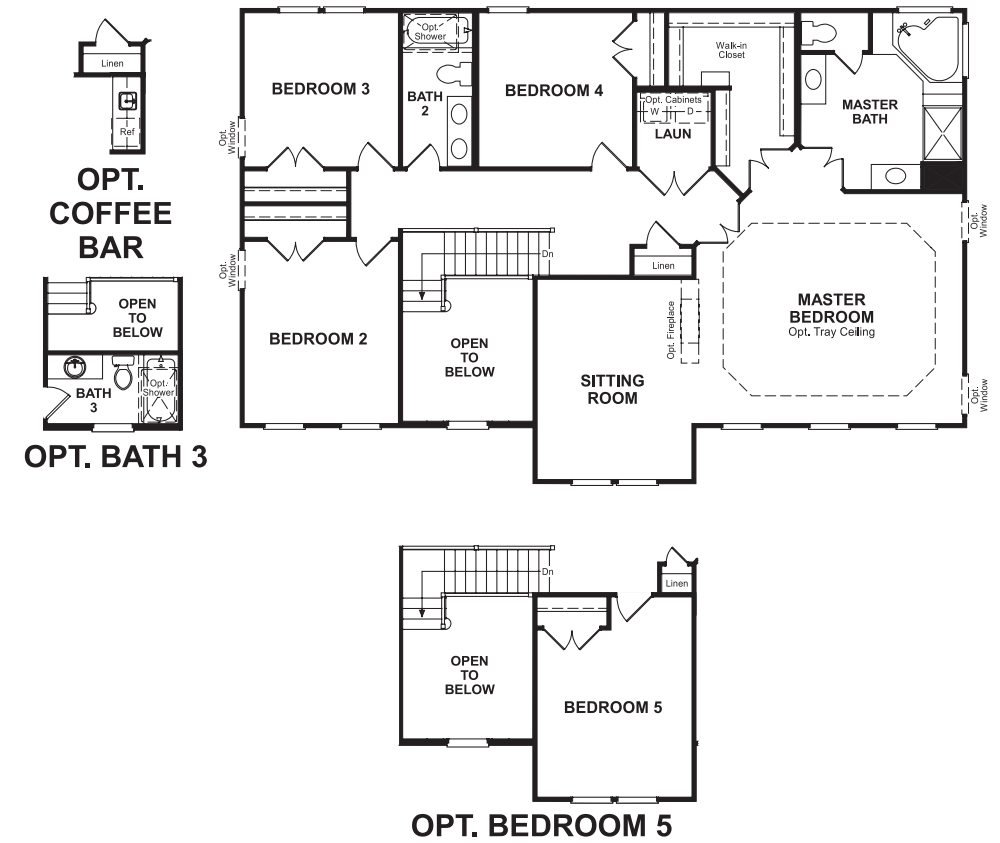 Linen
Ref
OPT.
COFFEE
BAR
OPEN
TO
BELOW
BATH
3
Opt.
Shower
OPT. BATH 3
BEDROOM 3
Opt.
Window
Opt.
Shower
BATH
2
BEDROOM 4
Walk-in
Closet
Opt. Cabinets
W D
LAUN
MASTER
BATH
Opt.
Window
BEDROOM 2
Dn
OPEN
TO
BELOW
Linen
Opt. Fireplace
SITTING
ROOM
MASTER
BEDROOM
Opt. Tray Ceiling
Opt.
Window
Opt.
Window
Dn
Linen
OPEN
TO
BELOW
BEDROOM 5
OPT. BEDROOM 5